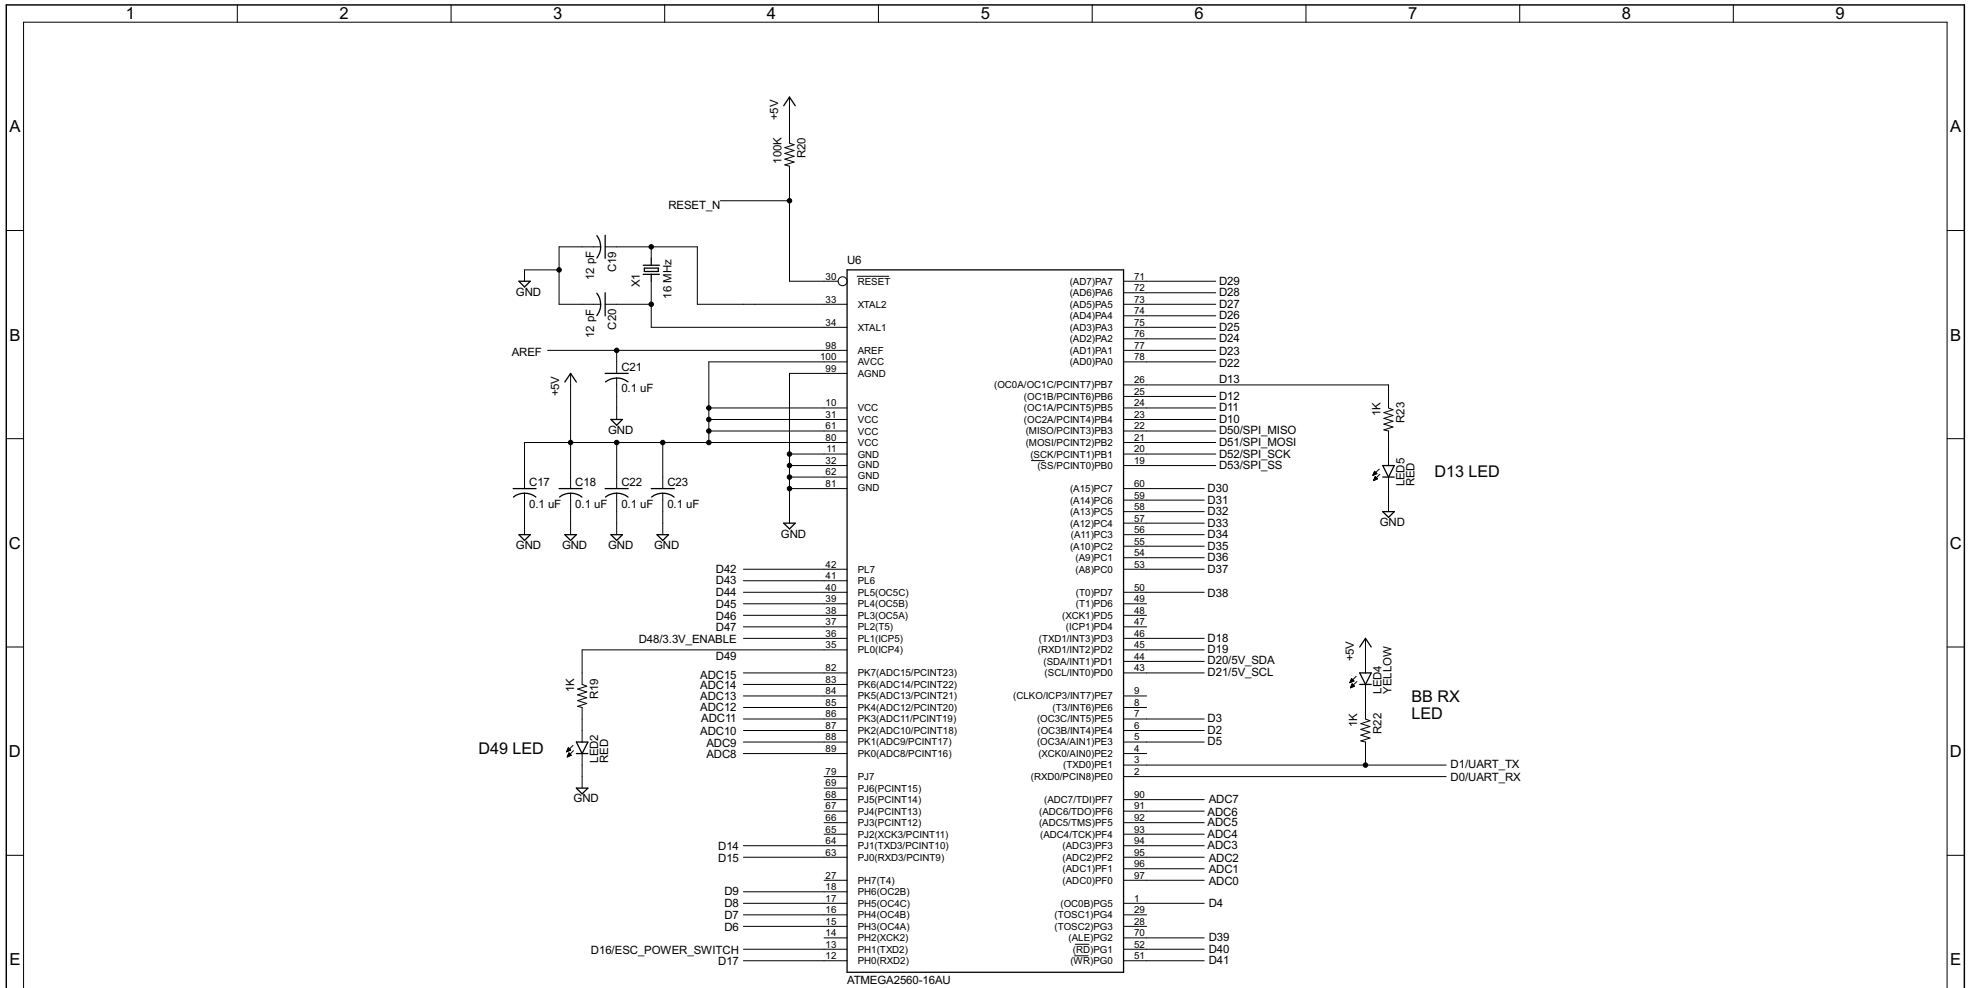 1 2 3 4 5 6 7 8 9
A A
+5V
100K
R20
RESET_N
B B
12 pF
C19
X1
16 MHz
GND
12 pF
C20
U6
30 RESET (AD7)PA7 71 D29
(AD6)PA6 72 D28
33 XTAL2 (AD5)PA5 73 D27
(AD4)PA4 74 D26
34 XTAL1 (AD3)PA3 75 D25
(AD2)PA2 76 D24
AREF 98 AREF (AD1)PA1 77 D23
100 AVCC (AD0)PA0 78 D22
99 AGND
+5V
C21
0.1 uF
GND
(OC0A/OC1C/PCINT7)PB7 26 D13
(OC1B/PCINT6)PB6 25 D12
10 VCC (OC1A/PCINT5)PB5 24 D11
31 VCC (OC2A/PCINT4)PB4 23 D10
61 VCC (MISO/PCINT3)PB3 22 D50/SPI_MISO
80 VCC (MOSI/PCINT2)PB2 21 D51/SPI_MOSI
11 GND (SCK/PCINT1)PB1 20 D52/SPI_SCK
32 GND (SS/PCINT0)PB0 19 D53/SPI_SS
62 GND
81 GND
1K
R23
LED5
RED
D13 LED
GND
C17 C18 C22 C23
0.1 uF 0.1 uF 0.1 uF 0.1 uF
GND GND GND GND
GND
C C
(A15)PC7 60 D30
(A14)PC6 59 D31
(A13)PC5 58 D32
(A12)PC4 57 D33
(A11)PC3 56 D34
(A10)PC2 55 D35
(A9)PC1 54 D36
D42 42 PL7 (A8)PC0 53 D37
D43 41 PL6
D44 40 PL5(OC5C) (T0)PD7 50 D38
D45 39 PL4(OC5B) (T1)PD6 49
D46 38 PL3(OC5A) (XCK1)PD5 48
D47 37 PL2(T5) (ICP1)PD4 47
D48/3.3V_ENABLE 36 PL1(ICP5) (TXD1/INT3)PD3 46 D18
D49 35 PL0(ICP4) (RXD1/INT2)PD2 45 D19
(SDA/INT1)PD1 44 D20/5V_SDA
ADC15 82 PK7(ADC15/PCINT23) (SCL/INT0)PD0 43 D21/5V_SCL
ADC14 83 PK6(ADC14/PCINT22)
ADC13 84 PK5(ADC13/PCINT21) (CLKO/ICP3/INT7)PE7 9
ADC12 85 PK4(ADC12/PCINT20) (T3/INT6)PE6 8
ADC11 86 PK3(ADC11/PCINT19) (OC3C/INT5)PE5 7 D3
ADC10 87 PK2(ADC10/PCINT18) (OC3B/INT4)PE4 6 D2
ADC9 88 PK1(ADC9/PCINT17) (OC3A/AIN1)PE3 5 D5
ADC8 89 PK0(ADC8/PCINT16) (XCK0/AIN0)PE2 4
(TXD0)PE1 3 D1/UART_TX
79 PJ7 (RXD0/PCIN8)PE0 2 D0/UART_RX
1K
R19
D49 LED
LED2
RED
GND
+5V
LED4
YELLOW
BB RX
LED
1K
R22
D D
69 PJ6(PCINT15)
68 PJ5(PCINT14) (ADC7/TDI)PF7 90 ADC7
67 PJ4(PCINT13) (ADC6/TDO)PF6 91 ADC6
66 PJ3(PCINT12) (ADC5/TMS)PF5 92 ADC5
65 PJ2(XCK3/PCINT11) (ADC4/TCK)PF4 93 ADC4
D14 64 PJ1(TXD3/PCINT10) (ADC3)PF3 94 ADC3
D15 63 PJ0(RXD3/PCINT9) (ADC2)PF2 95 ADC2
(ADC1)PF1 96 ADC1
27 PH7(T4) (ADC0)PF0 97 ADC0
D9 18 PH6(OC2B)
D8 17 PH5(OC4C) (OC0B)PG5 1 D4
D7 16 PH4(OC4B) (TOSC1)PG4 29
D6 15 PH3(OC4A) (TOSC2)PG3 28
14 PH2(XCK2) (ALE)PG2 70 D39
D16/ESC_POWER_SWITCH 13 PH1(TXD2) (RD)PG1 52 D40
D17 12 PH0(RXD2) (WR)PG0 51 D41
E E
ATMEGA2560-16AU